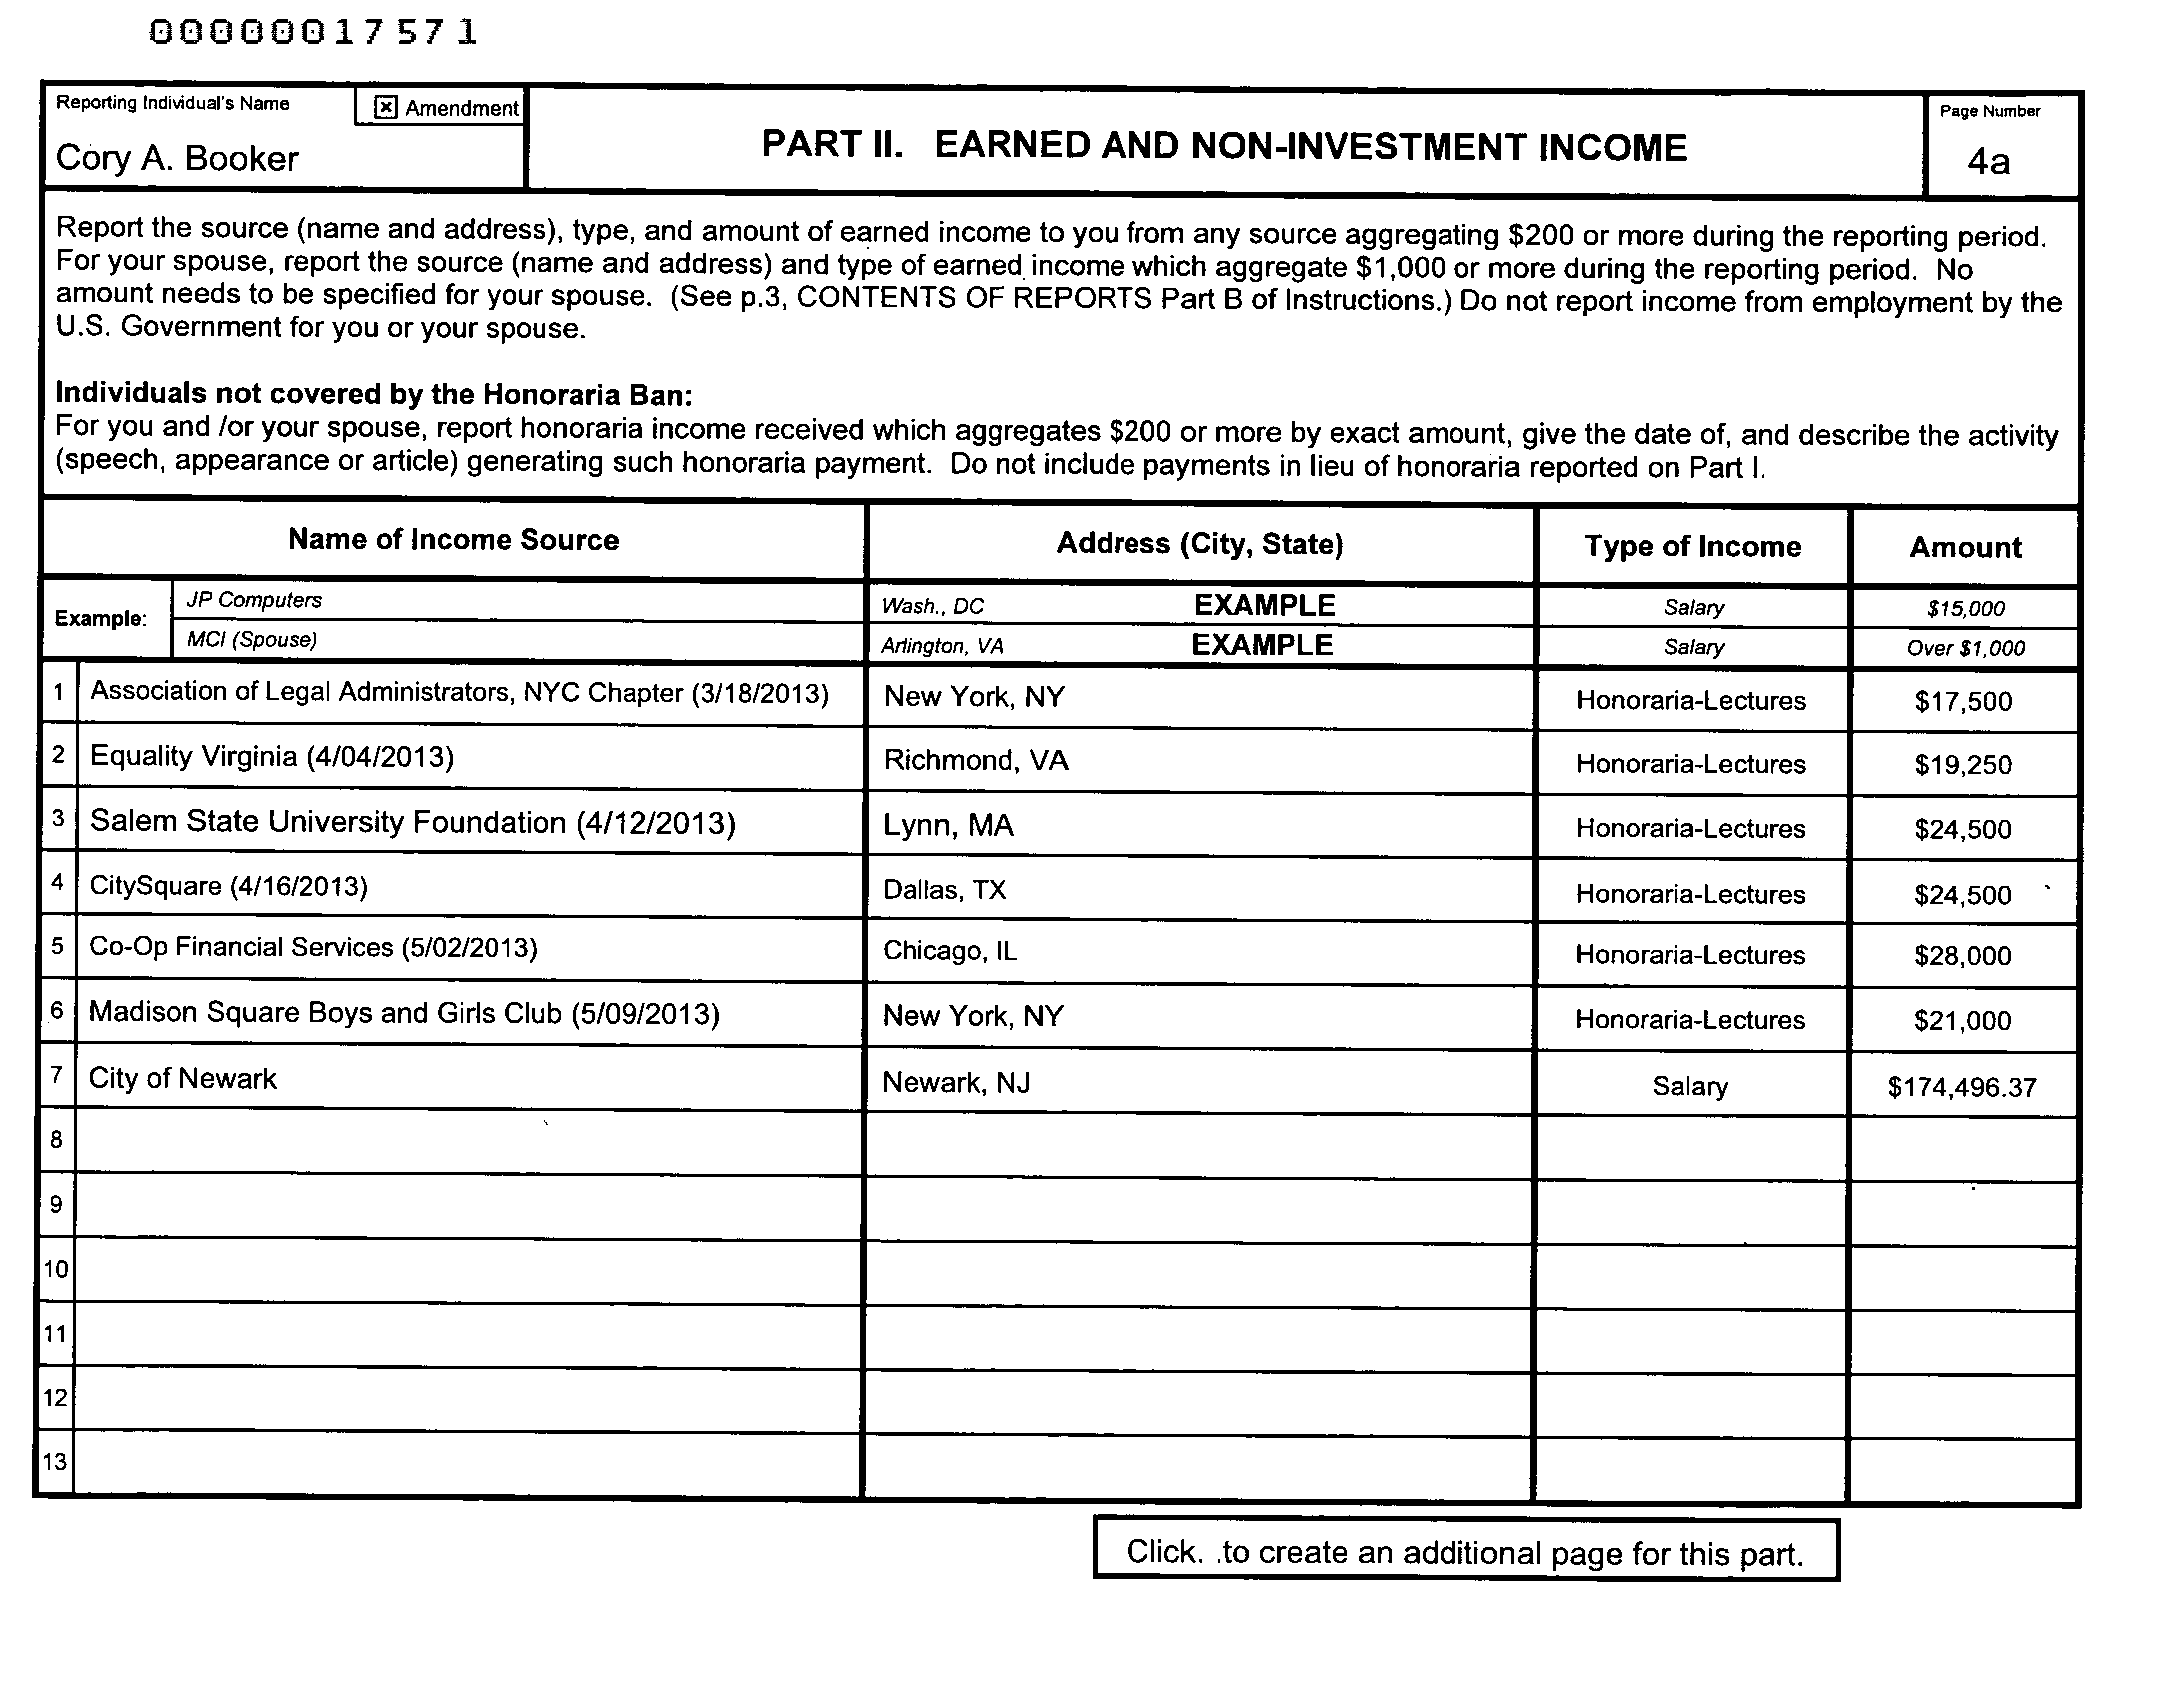 00000017571
Reporting Individual's Name
☒ Amendment
Cory A. Booker
PART II. EARNED AND NON-INVESTMENT INCOME
Page Number
4a
Report the source (name and address), type, and amount of earned income to you from any source aggregating $200 or more during the reporting period.
For your spouse, report the source (name and address) and type of earned income which aggregate $1,000 or more during the reporting period. No
amount needs to be specified for your spouse. (See p.3, CONTENTS OF REPORTS Part B of Instructions.) Do not report income from employment by the
U.S. Government for you or your spouse.
Individuals not covered by the Honoraria Ban:
For you and /or your spouse, report honoraria income received which aggregates $200 or more by exact amount, give the date of, and describe the activity
(speech, appearance or article) generating such honoraria payment. Do not include payments in lieu of honoraria reported on Part I.
Name of Income Source Address (City, State) Type of Income Amount
Example: JP Computers Wash., DC EXAMPLE Salary $15,000
MCI (Spouse) Arlington, VA EXAMPLE Salary Over $1,000
1 Association of Legal Administrators, NYC Chapter (3/18/2013) New York, NY Honoraria-Lectures $17,500
2 Equality Virginia (4/04/2013) Richmond, VA Honoraria-Lectures $19,250
3 Salem State University Foundation (4/12/2013) Lynn, MA Honoraria-Lectures $24,500
4 CitySquare (4/16/2013) Dallas, TX Honoraria-Lectures $24,500
5 Co-Op Financial Services (5/02/2013) Chicago, IL Honoraria-Lectures $28,000
6 Madison Square Boys and Girls Club (5/09/2013) New York, NY Honoraria-Lectures $21,000
7 City of Newark Newark, NJ Salary $174,496.37
8
9
10
11
12
13
Click. .to create an additional page for this part.